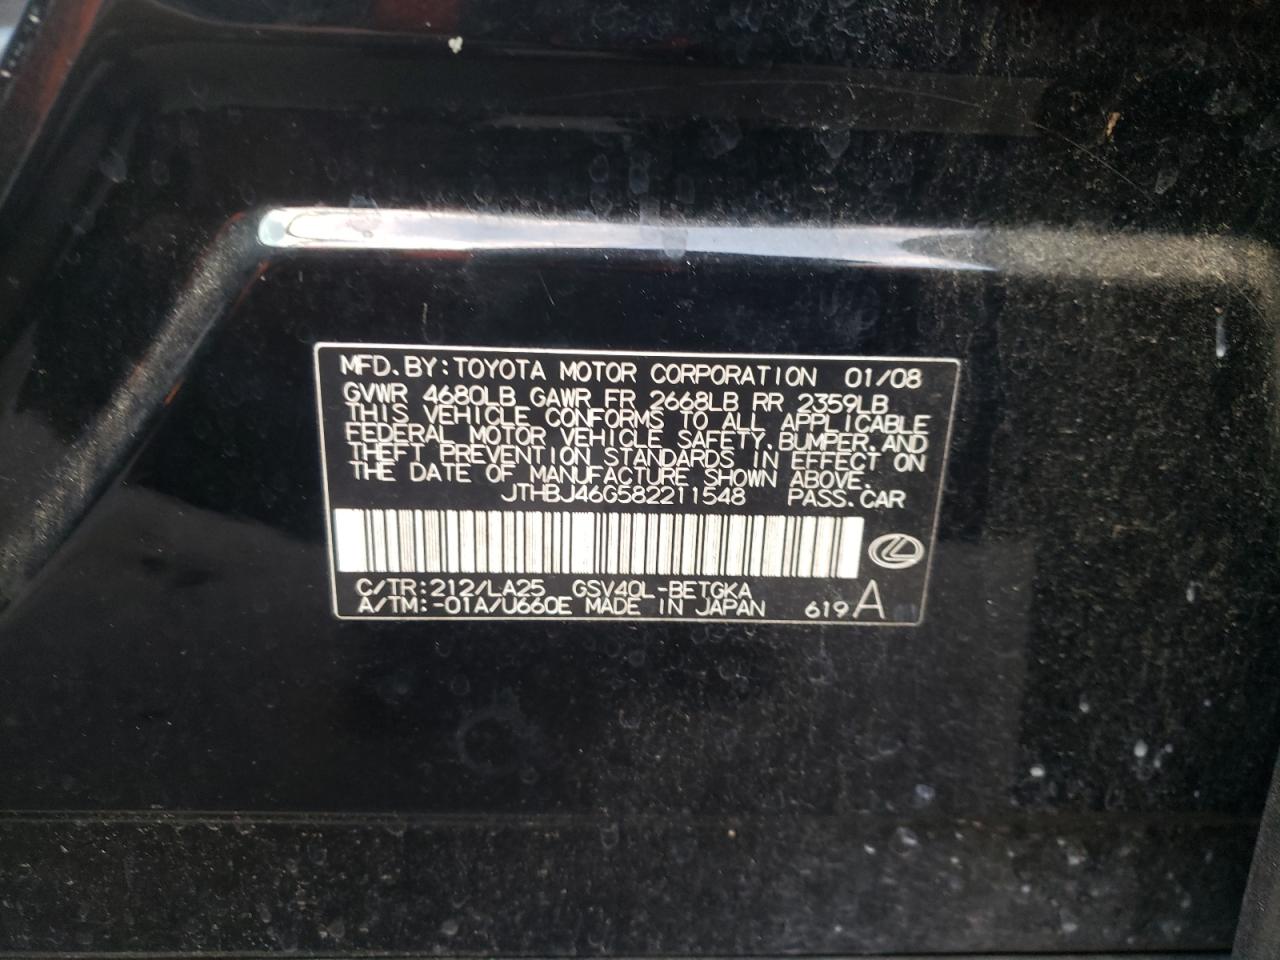 MFD.BY:TOYOTA MOTOR CORPORATION 01/08
GVWR 4680LB GAWR FR 2668LB RR 2359LB
THIS VEHICLE CONFORMS TO ALL APPLICABLE
FEDERAL MOTOR VEHICLE SAFETY,BUMPER,AND
THEFT PREVENTION STANDARDS IN EFFECT ON
THE DATE OF MANUFACTURE SHOWN ABOVE.
JTHBJ46G582211548 PASS.CAR
C/TR:212/LA25 GSV40L-BETGKA
A/TM:-01A/U660E MADE IN JAPAN 619A